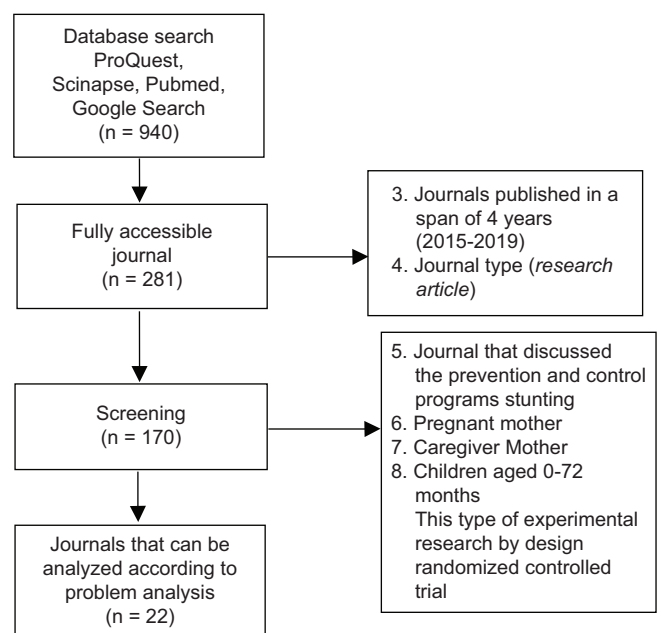 Database search
ProQuest,
Scinapse, Pubmed,
Google Search
(n = 940)
Fully accessible
journal
(n = 281)
3. Journals published in a
span of 4 years
(2015-2019)
4. Journal type (research
article)
Screening
(n = 170)
5. Journal that discussed
the prevention and control
programs stunting
6. Pregnant mother
7. Caregiver Mother
8. Children aged 0-72
months
This type of experimental
research by design
randomized controlled
trial
Journals that can be
analyzed according to
problem analysis
(n = 22)